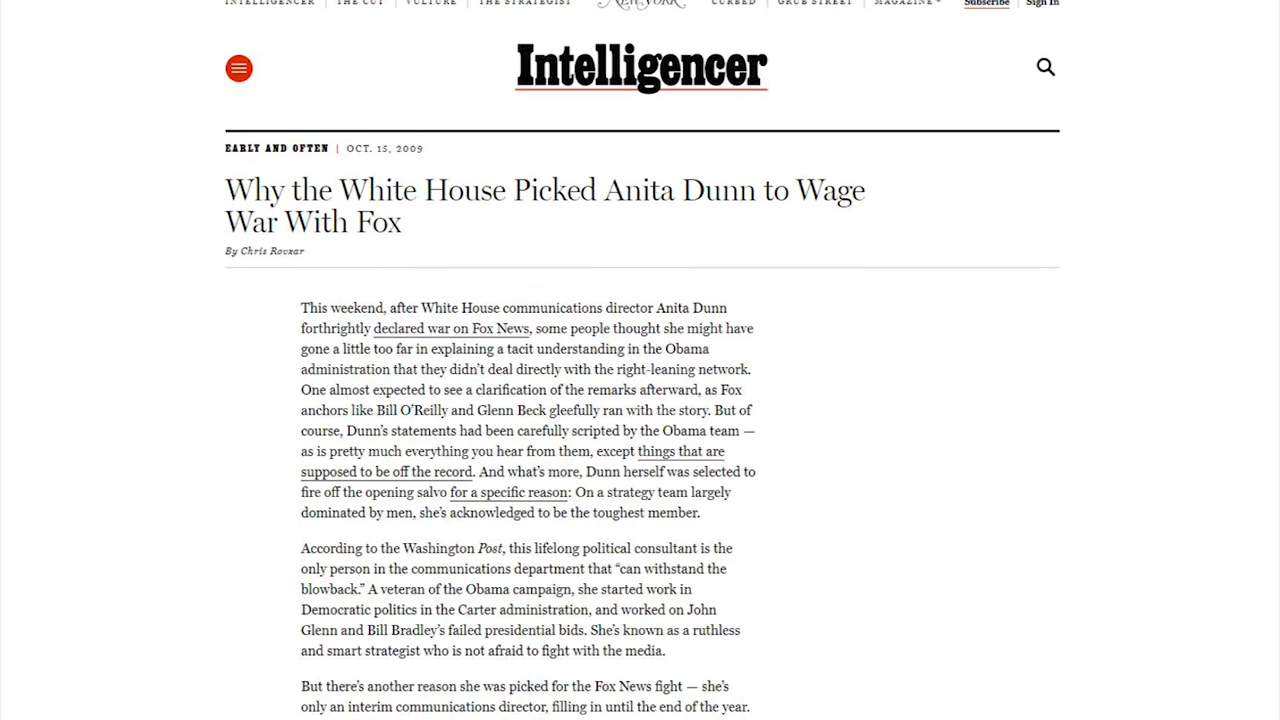 INTELLIGENCER | THE CUT | VULTURE | THE STRATEGIST NEW YORK CURBED | GRUB STREET | MAGAZINE Subscribe Sign In
Intelligencer
EARLY AND OFTEN | OCT. 15, 2009
Why the White House Picked Anita Dunn to Wage
War With Fox
By Chris Rovzar
This weekend, after White House communications director Anita Dunn
forthrightly declared war on Fox News, some people thought she might have
gone a little too far in explaining a tacit understanding in the Obama
administration that they didn’t deal directly with the right-leaning network.
One almost expected to see a clarification of the remarks afterward, as Fox
anchors like Bill O’Reilly and Glenn Beck gleefully ran with the story. But of
course, Dunn’s statements had been carefully scripted by the Obama team —
as is pretty much everything you hear from them, except things that are
supposed to be off the record. And what’s more, Dunn herself was selected to
fire off the opening salvo for a specific reason: On a strategy team largely
dominated by men, she’s acknowledged to be the toughest member.
According to the Washington Post, this lifelong political consultant is the
only person in the communications department that “can withstand the
blowback.” A veteran of the Obama campaign, she started work in
Democratic politics in the Carter administration, and worked on John
Glenn and Bill Bradley’s failed presidential bids. She’s known as a ruthless
and smart strategist who is not afraid to fight with the media.
But there’s another reason she was picked for the Fox News fight — she’s
only an interim communications director, filling in until the end of the year.